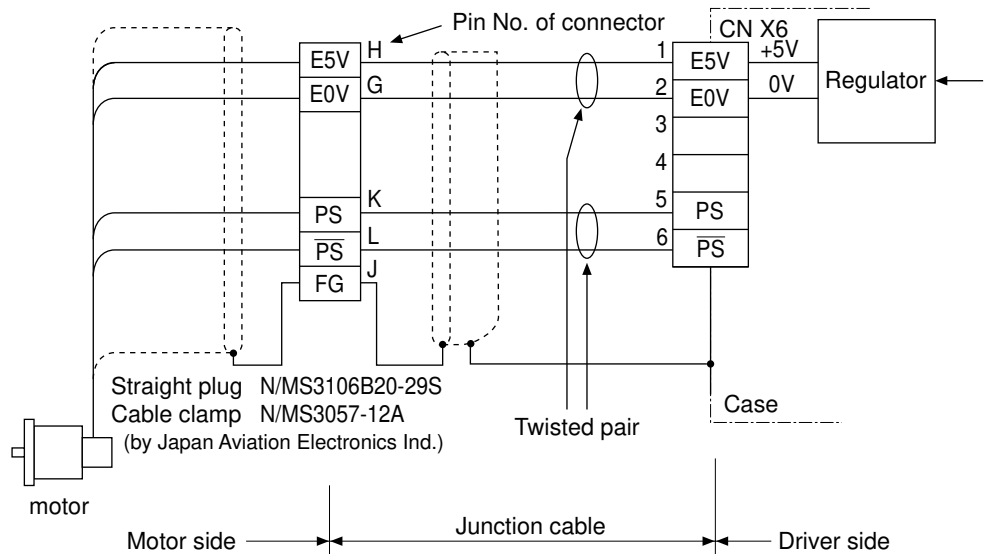 Pin No. of connector
CN X6
H
1
+5V
E5V
E5V
G
2
0V
E0V
E0V
Regulator
3
4
K
5
PS
PS
L
6
P̅S̅
P̅S̅
J
FG
Straight plug N/MS3106B20-29S
Cable clamp N/MS3057-12A
(by Japan Aviation Electronics Ind.)
Twisted pair
Case
motor
Motor side
Junction cable
Driver side